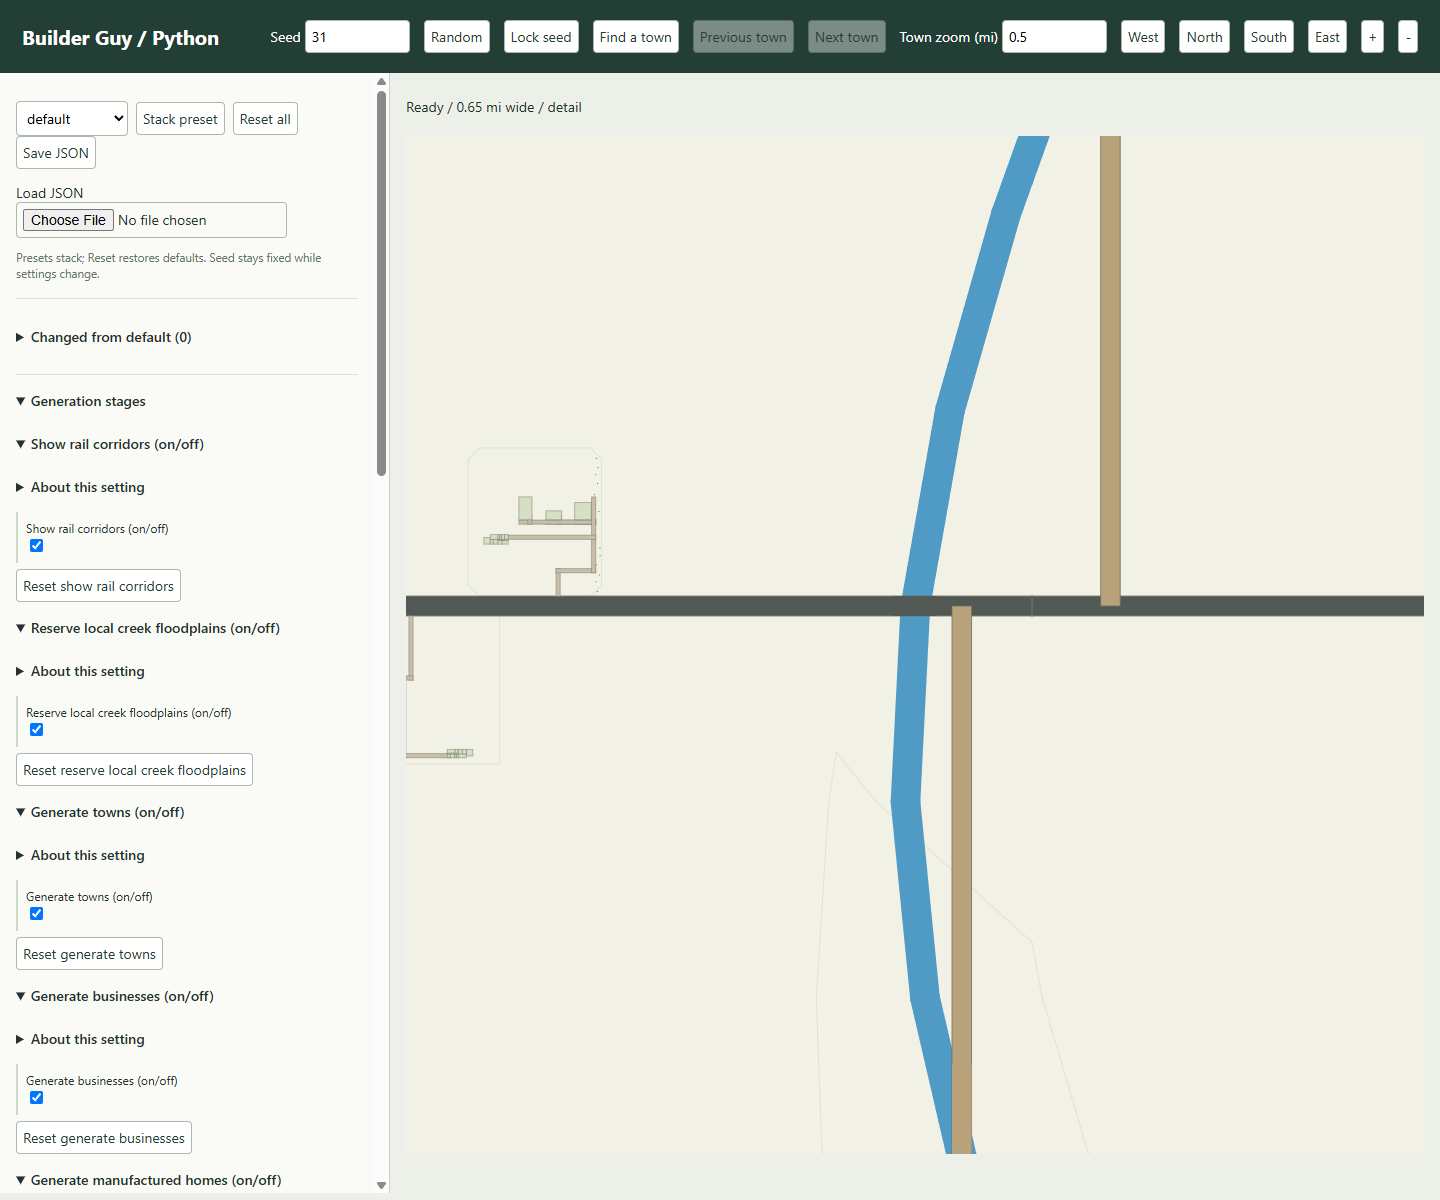 Builder Guy / Python
Seed 31 Random Lock seed Find a town Previous town Next town Town zoom (mi) 0.5 West North South East + -
default Stack preset Reset all
Save JSON
Load JSON
Choose File No file chosen
Presets stack; Reset restores defaults. Seed stays fixed while
settings change.
Changed from default (0)
Generation stages
Show rail corridors (on/off)
About this setting
Show rail corridors (on/off)
Reset show rail corridors
Reserve local creek floodplains (on/off)
About this setting
Reserve local creek floodplains (on/off)
Reset reserve local creek floodplains
Generate towns (on/off)
About this setting
Generate towns (on/off)
Reset generate towns
Generate businesses (on/off)
About this setting
Generate businesses (on/off)
Reset generate businesses
Generate manufactured homes (on/off)
Ready / 0.65 mi wide / detail